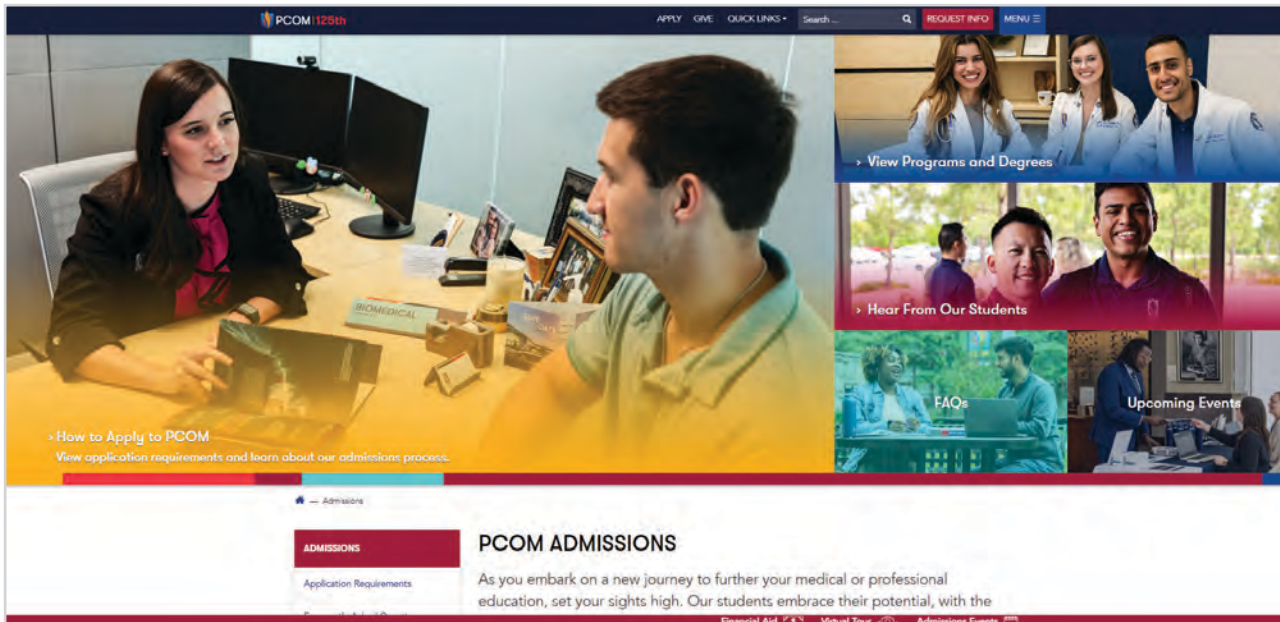 PCOM|125th
APPLY GIVE QUICK LINKS Search ... REQUEST INFO MENU
› View Programs and Degrees
› Hear From Our Students
BIOMEDICAL
FAQs
Upcoming Events
› How to Apply to PCOM
View application requirements and learn about our admissions process.
— Admissions
ADMISSIONS
Application Requirements
PCOM ADMISSIONS
As you embark on a new journey to further your medical or professional
education, set your sights high. Our students embrace their potential, with the
Financial Aid Virtual Tour Admissions Events